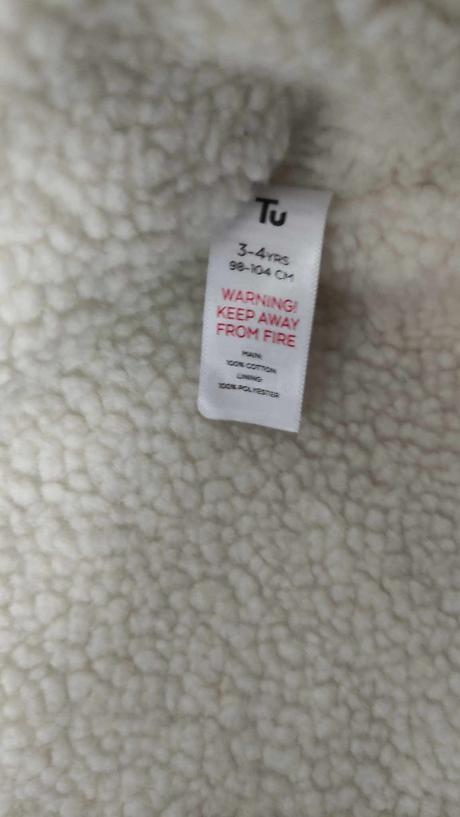 Tu
3-4YRS
98-104 CM
WARNING!
KEEP AWAY
FROM FIRE
MAIN:
100% COTTON
LINING:
100% POLYESTER